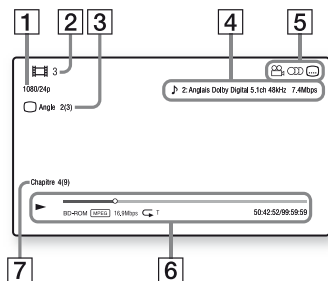 1 2 3 4 5
3
1080/24p
♪ 2: Anglais Dolby Digital 5.1ch 48kHz 7.4Mbps
Angle 2(3)
Chapitre 4(9)
BD-ROM MPEG 16,9Mbps T 50:42:52/99:59:59
7 6